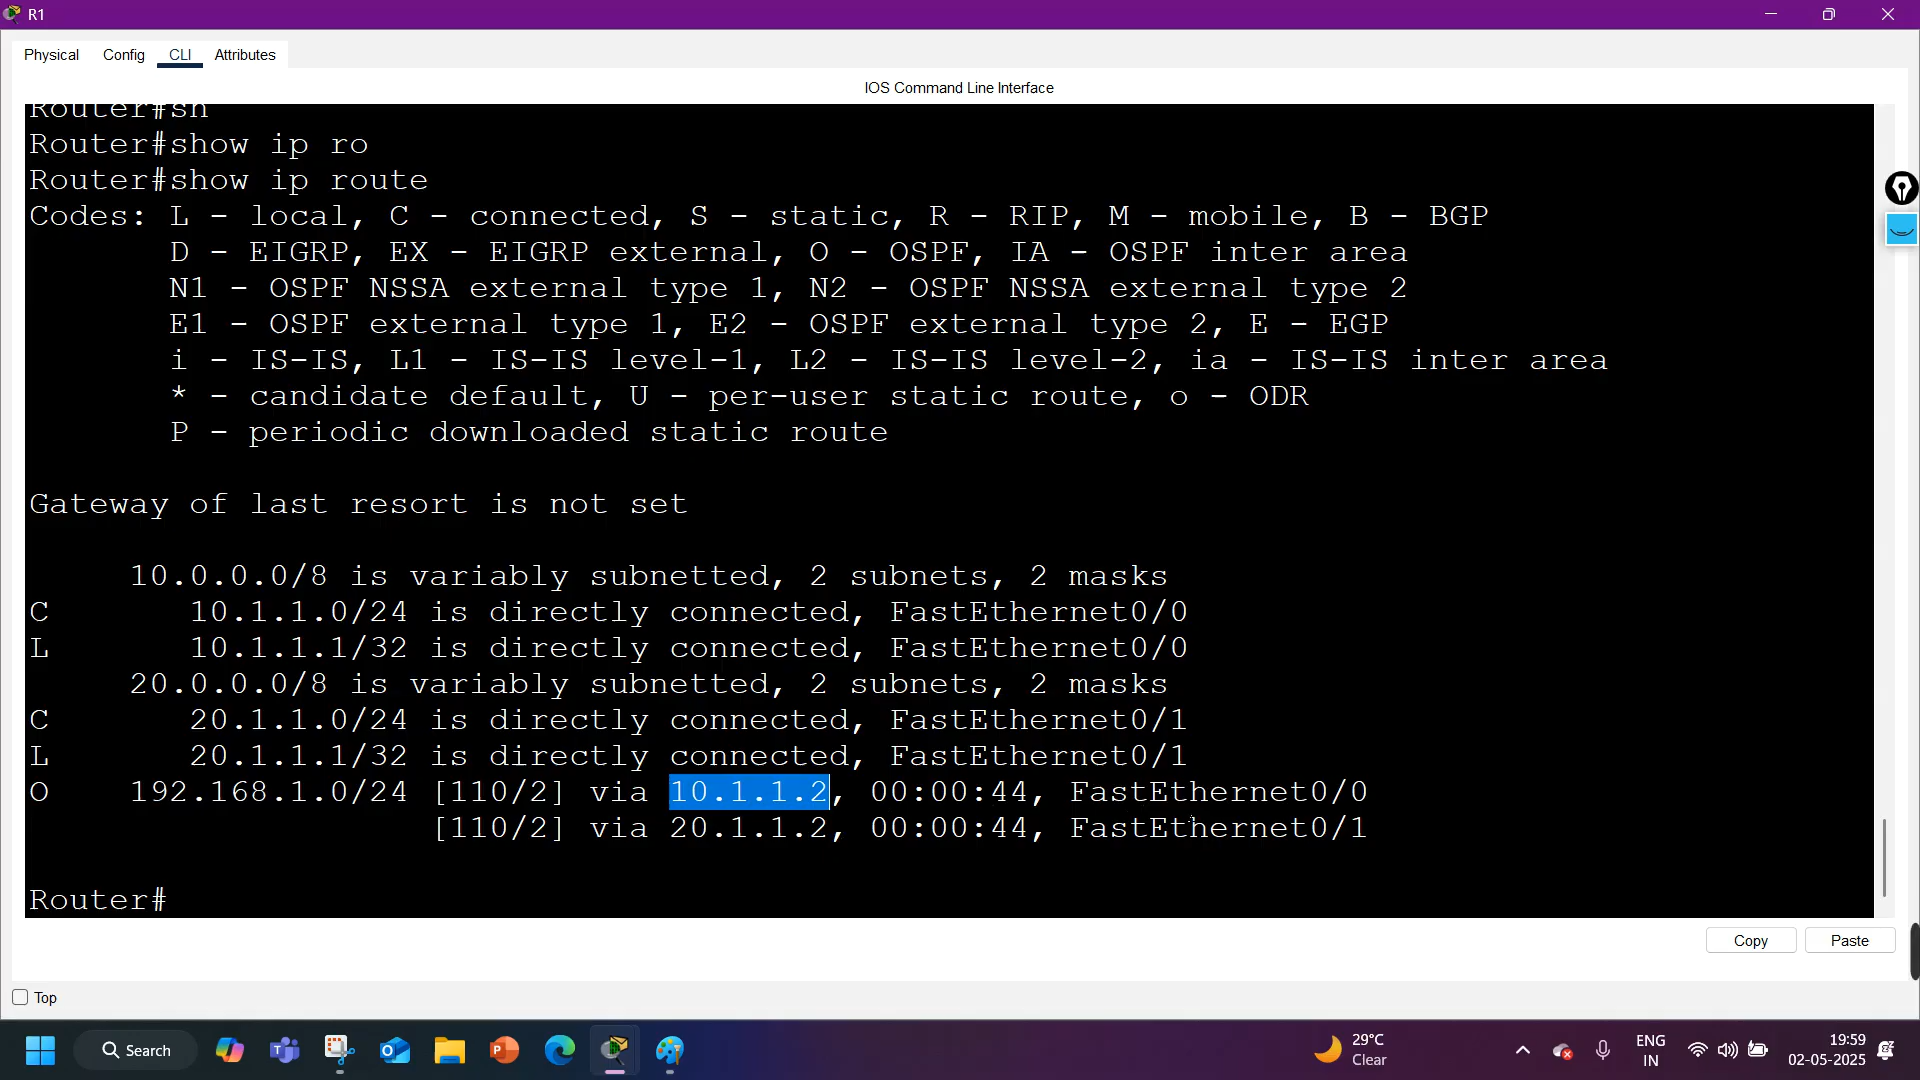 R1
Physical Config CLI Attributes
IOS Command Line Interface
Router#sh
Router#show ip ro
Router#show ip route
Codes: L - local, C - connected, S - static, R - RIP, M - mobile, B - BGP
D - EIGRP, EX - EIGRP external, O - OSPF, IA - OSPF inter area
N1 - OSPF NSSA external type 1, N2 - OSPF NSSA external type 2
E1 - OSPF external type 1, E2 - OSPF external type 2, E - EGP
i - IS-IS, L1 - IS-IS level-1, L2 - IS-IS level-2, ia - IS-IS inter area
* - candidate default, U - per-user static route, o - ODR
P - periodic downloaded static route
Gateway of last resort is not set
10.0.0.0/8 is variably subnetted, 2 subnets, 2 masks
C 10.1.1.0/24 is directly connected, FastEthernet0/0
L 10.1.1.1/32 is directly connected, FastEthernet0/0
20.0.0.0/8 is variably subnetted, 2 subnets, 2 masks
C 20.1.1.0/24 is directly connected, FastEthernet0/1
L 20.1.1.1/32 is directly connected, FastEthernet0/1
O 192.168.1.0/24 [110/2] via 10.1.1.2, 00:00:44, FastEthernet0/0
[110/2] via 20.1.1.2, 00:00:44, FastEthernet0/1
Router#
Copy Paste
Top
Search
29°C
Clear
ENG
IN
19:59
02-05-2025